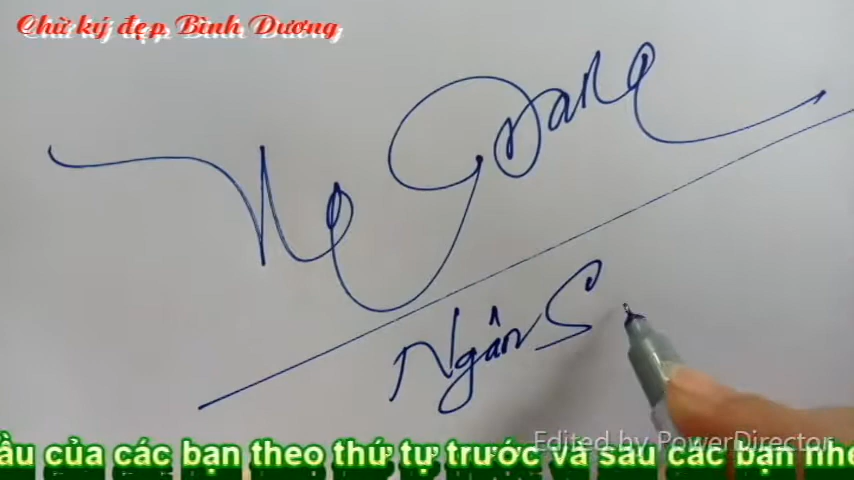 Chữ ký đẹp Bình Dương
Ngân S
Edited by PowerDirector
ầu của các bạn theo thứ tự trước và sau các bạn nhé